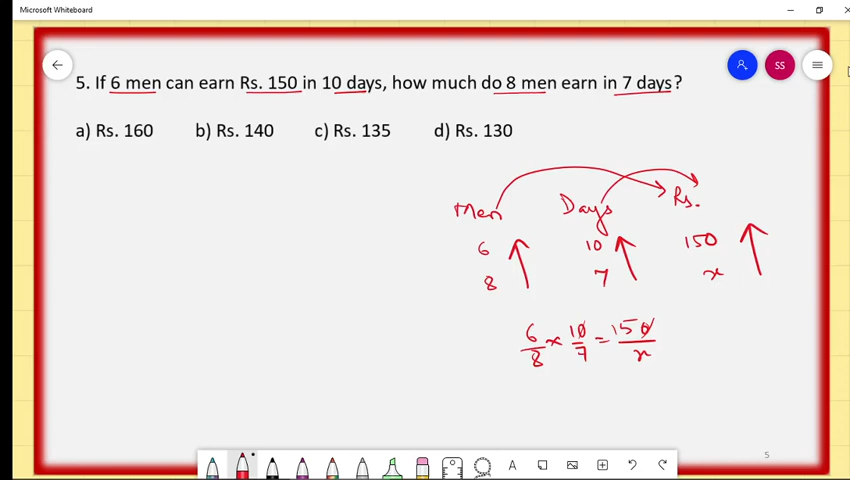 Microsoft Whiteboard
SS
5. If 6 men can earn Rs. 150 in 10 days, how much do 8 men earn in 7 days?
a) Rs. 160 b) Rs. 140 c) Rs. 135 d) Rs. 130
Men Days Rs.
6 10 150
8 7 x
6/8 × 10/7 = 150/x
5